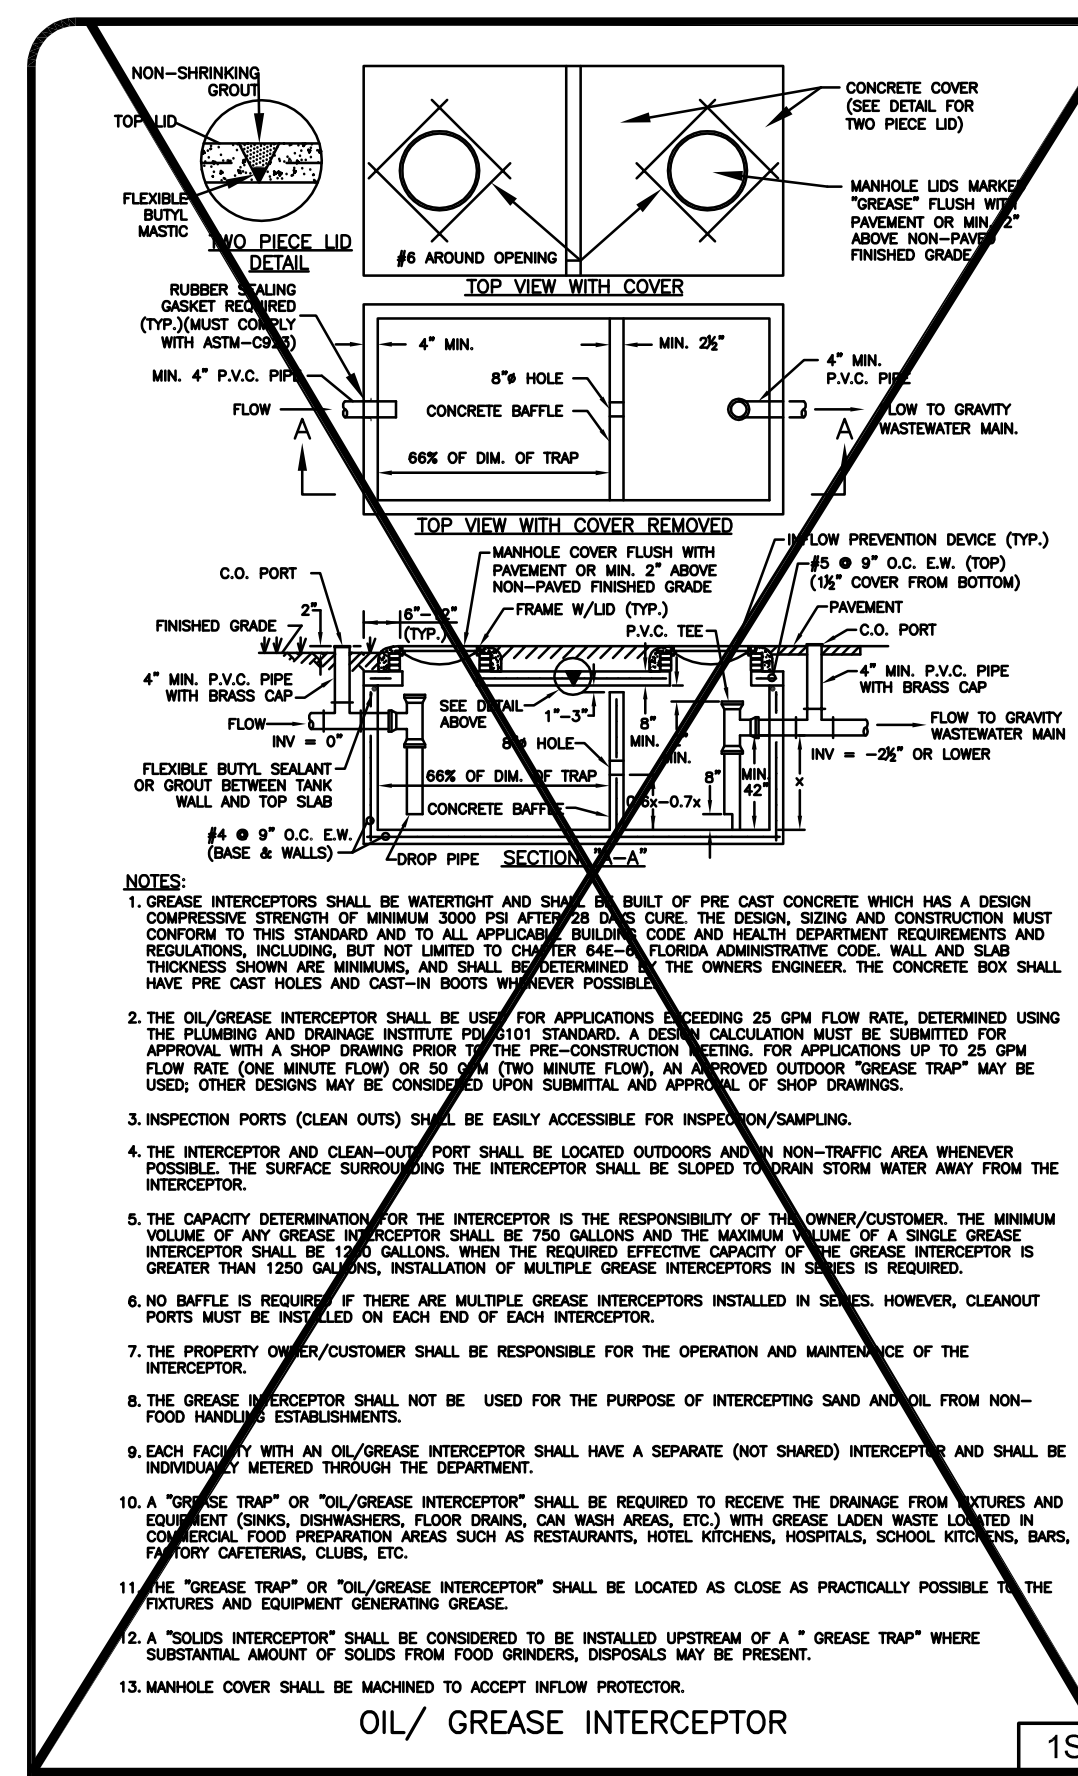 NON-SHRINKING
GROUT
TOP LID
FLEXIBLE
BUTYL
MASTIC
TWO PIECE LID
DETAIL
CONCRETE COVER
(SEE DETAIL FOR
TWO PIECE LID)
MANHOLE LIDS MARKE
"GREASE" FLUSH WITH
PAVEMENT OR MIN. 2"
ABOVE NON-PAVED
FINISHED GRADE
#6 AROUND OPENING
TOP VIEW WITH COVER
RUBBER SEALING
GASKET REQUIRED
(TYP.)(MUST COMPLY
WITH ASTM-C923)
MIN. 4" P.V.C. PIPE
FLOW
A
4" MIN.
MIN. 2½"
8"ø HOLE
CONCRETE BAFFLE
66% OF DIM. OF TRAP
4" MIN.
P.V.C. PIPE
FLOW TO GRAVITY
WASTEWATER MAIN.
A
TOP VIEW WITH COVER REMOVED
MANHOLE COVER FLUSH WITH
PAVEMENT OR MIN. 2" ABOVE
NON-PAVED FINISHED GRADE
FRAME W/LID (TYP.)
P.V.C. TEE
INFLOW PREVENTION DEVICE (TYP.)
#5 @ 9" O.C. E.W. (TOP)
(1½" COVER FROM BOTTOM)
PAVEMENT
C.O. PORT
C.O. PORT
2"
6"-12"
(TYP.)
FINISHED GRADE
4" MIN. P.V.C. PIPE
WITH BRASS CAP
FLOW
INV = 0"
SEE DETAIL
ABOVE
1"-3"
8"
MIN.
MIN.
4" MIN. P.V.C. PIPE
WITH BRASS CAP
FLOW TO GRAVITY
WASTEWATER MAIN
INV = -2½" OR LOWER
8"ø HOLE
66% OF DIM. OF TRAP
CONCRETE BAFFLE
0.6x-0.7x
8"
MIN.
42"
x
FLEXIBLE BUTYL SEALANT
OR GROUT BETWEEN TANK
WALL AND TOP SLAB
#4 @ 9" O.C. E.W.
(BASE & WALLS)
DROP PIPE
SECTION "A-A"
NOTES:
1. GREASE INTERCEPTORS SHALL BE WATERTIGHT AND SHALL BE BUILT OF PRE CAST CONCRETE WHICH HAS A DESIGN
COMPRESSIVE STRENGTH OF MINIMUM 3000 PSI AFTER 28 DAYS CURE. THE DESIGN, SIZING AND CONSTRUCTION MUST
CONFORM TO THIS STANDARD AND TO ALL APPLICABLE BUILDING CODE AND HEALTH DEPARTMENT REQUIREMENTS AND
REGULATIONS, INCLUDING, BUT NOT LIMITED TO CHAPTER 64E-6, FLORIDA ADMINISTRATIVE CODE. WALL AND SLAB
THICKNESS SHOWN ARE MINIMUMS, AND SHALL BE DETERMINED BY THE OWNERS ENGINEER. THE CONCRETE BOX SHALL
HAVE PRE CAST HOLES AND CAST-IN BOOTS WHENEVER POSSIBLE.
2. THE OIL/GREASE INTERCEPTOR SHALL BE USED FOR APPLICATIONS EXCEEDING 25 GPM FLOW RATE, DETERMINED USING
THE PLUMBING AND DRAINAGE INSTITUTE PDI-G101 STANDARD. A DESIGN CALCULATION MUST BE SUBMITTED FOR
APPROVAL WITH A SHOP DRAWING PRIOR TO THE PRE-CONSTRUCTION MEETING. FOR APPLICATIONS UP TO 25 GPM
FLOW RATE (ONE MINUTE FLOW) OR 50 GPM (TWO MINUTE FLOW), AN APPROVED OUTDOOR "GREASE TRAP" MAY BE
USED; OTHER DESIGNS MAY BE CONSIDERED UPON SUBMITTAL AND APPROVAL OF SHOP DRAWINGS.
3. INSPECTION PORTS (CLEAN OUTS) SHALL BE EASILY ACCESSIBLE FOR INSPECTION/SAMPLING.
4. THE INTERCEPTOR AND CLEAN-OUT PORT SHALL BE LOCATED OUTDOORS AND IN NON-TRAFFIC AREA WHENEVER
POSSIBLE. THE SURFACE SURROUNDING THE INTERCEPTOR SHALL BE SLOPED TO DRAIN STORM WATER AWAY FROM THE
INTERCEPTOR.
5. THE CAPACITY DETERMINATION FOR THE INTERCEPTOR IS THE RESPONSIBILITY OF THE OWNER/CUSTOMER. THE MINIMUM
VOLUME OF ANY GREASE INTERCEPTOR SHALL BE 750 GALLONS AND THE MAXIMUM VOLUME OF A SINGLE GREASE
INTERCEPTOR SHALL BE 1250 GALLONS. WHEN THE REQUIRED EFFECTIVE CAPACITY OF THE GREASE INTERCEPTOR IS
GREATER THAN 1250 GALLONS, INSTALLATION OF MULTIPLE GREASE INTERCEPTORS IN SERIES IS REQUIRED.
6. NO BAFFLE IS REQUIRED IF THERE ARE MULTIPLE GREASE INTERCEPTORS INSTALLED IN SERIES. HOWEVER, CLEANOUT
PORTS MUST BE INSTALLED ON EACH END OF EACH INTERCEPTOR.
7. THE PROPERTY OWNER/CUSTOMER SHALL BE RESPONSIBLE FOR THE OPERATION AND MAINTENANCE OF THE
INTERCEPTOR.
8. THE GREASE INTERCEPTOR SHALL NOT BE USED FOR THE PURPOSE OF INTERCEPTING SAND AND OIL FROM NON-
FOOD HANDLING ESTABLISHMENTS.
9. EACH FACILITY WITH AN OIL/GREASE INTERCEPTOR SHALL HAVE A SEPARATE (NOT SHARED) INTERCEPTOR AND SHALL BE
INDIVIDUALLY METERED THROUGH THE DEPARTMENT.
10. A "GREASE TRAP" OR "OIL/GREASE INTERCEPTOR" SHALL BE REQUIRED TO RECEIVE THE DRAINAGE FROM FIXTURES AND
EQUIPMENT (SINKS, DISHWASHERS, FLOOR DRAINS, CAN WASH AREAS, ETC.) WITH GREASE LADEN WASTE LOCATED IN
COMMERCIAL FOOD PREPARATION AREAS SUCH AS RESTAURANTS, HOTEL KITCHENS, HOSPITALS, SCHOOL KITCHENS, BARS,
FACTORY CAFETERIAS, CLUBS, ETC.
11. THE "GREASE TRAP" OR "OIL/GREASE INTERCEPTOR" SHALL BE LOCATED AS CLOSE AS PRACTICALLY POSSIBLE TO THE
FIXTURES AND EQUIPMENT GENERATING GREASE.
12. A "SOLIDS INTERCEPTOR" SHALL BE CONSIDERED TO BE INSTALLED UPSTREAM OF A " GREASE TRAP" WHERE
SUBSTANTIAL AMOUNT OF SOLIDS FROM FOOD GRINDERS, DISPOSALS MAY BE PRESENT.
13. MANHOLE COVER SHALL BE MACHINED TO ACCEPT INFLOW PROTECTOR.
OIL/ GREASE INTERCEPTOR
1S